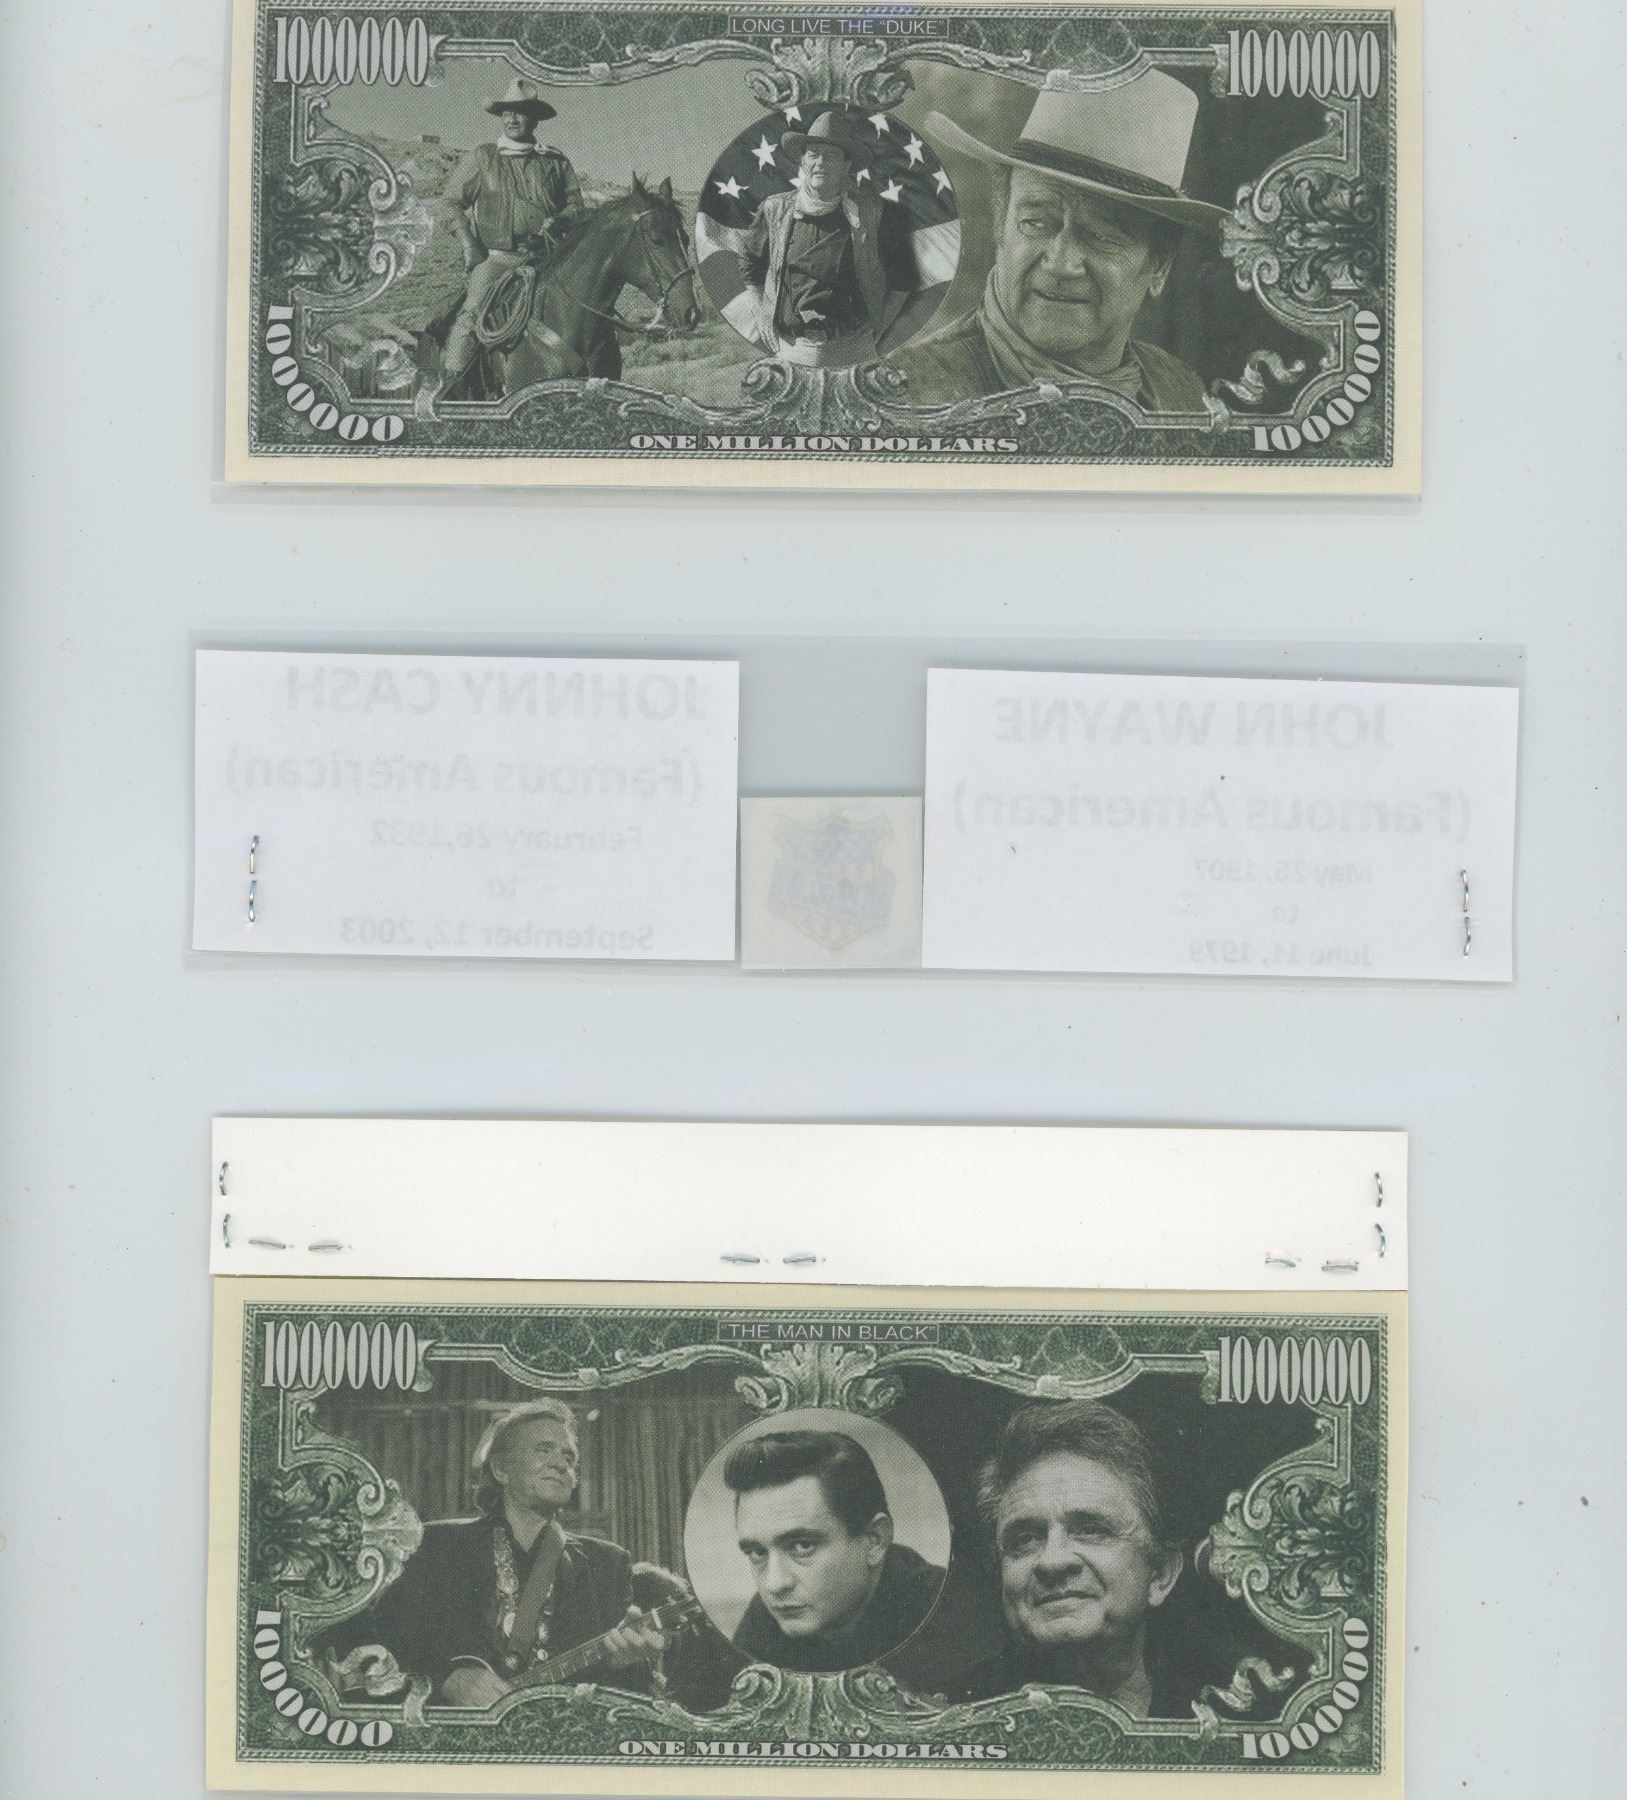 LONG LIVE THE "DUKE"
1000000
1000000
1000000
1000000
ONE MILLION DOLLARS
JOHNNY CASH
(Famous American)
February 26,1932
to
September 12, 2003
JOHN WAYNE
(Famous American)
May 26, 1907
to
June 11, 1979
"THE MAN IN BLACK"
1000000
1000000
1000000
1000000
ONE MILLION DOLLARS